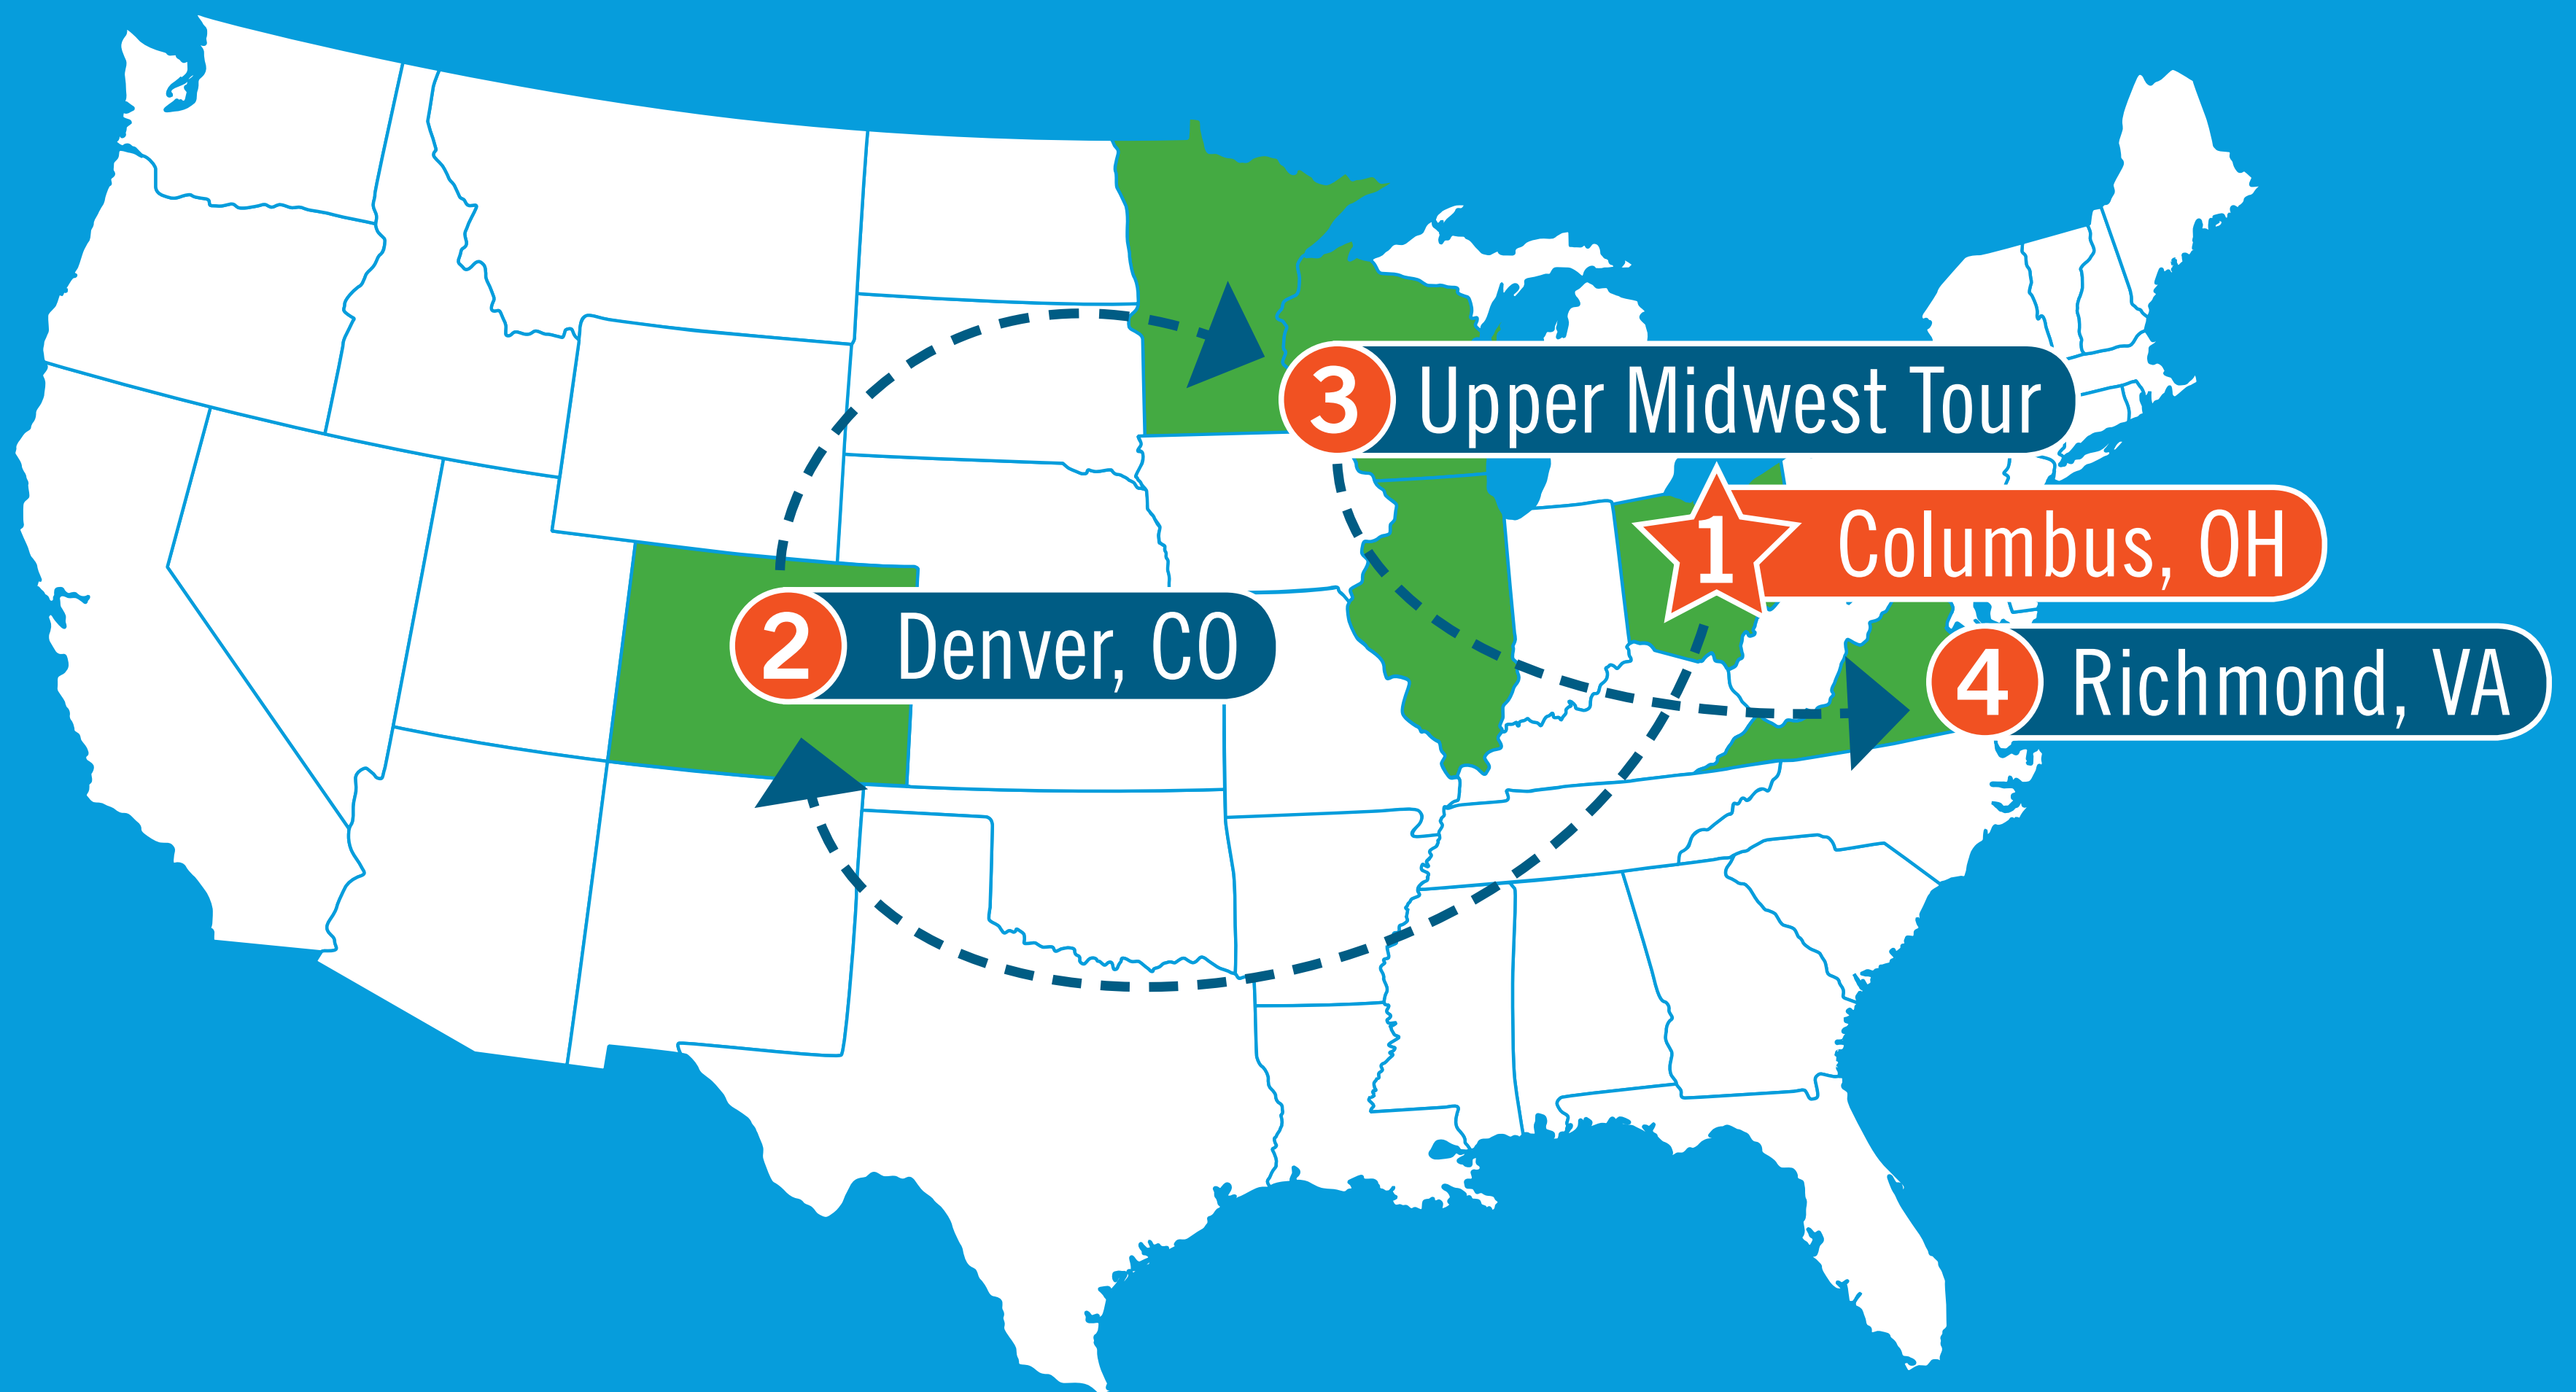 3 Upper Midwest Tour
1 Columbus, OH
2 Denver, CO
4 Richmond, VA